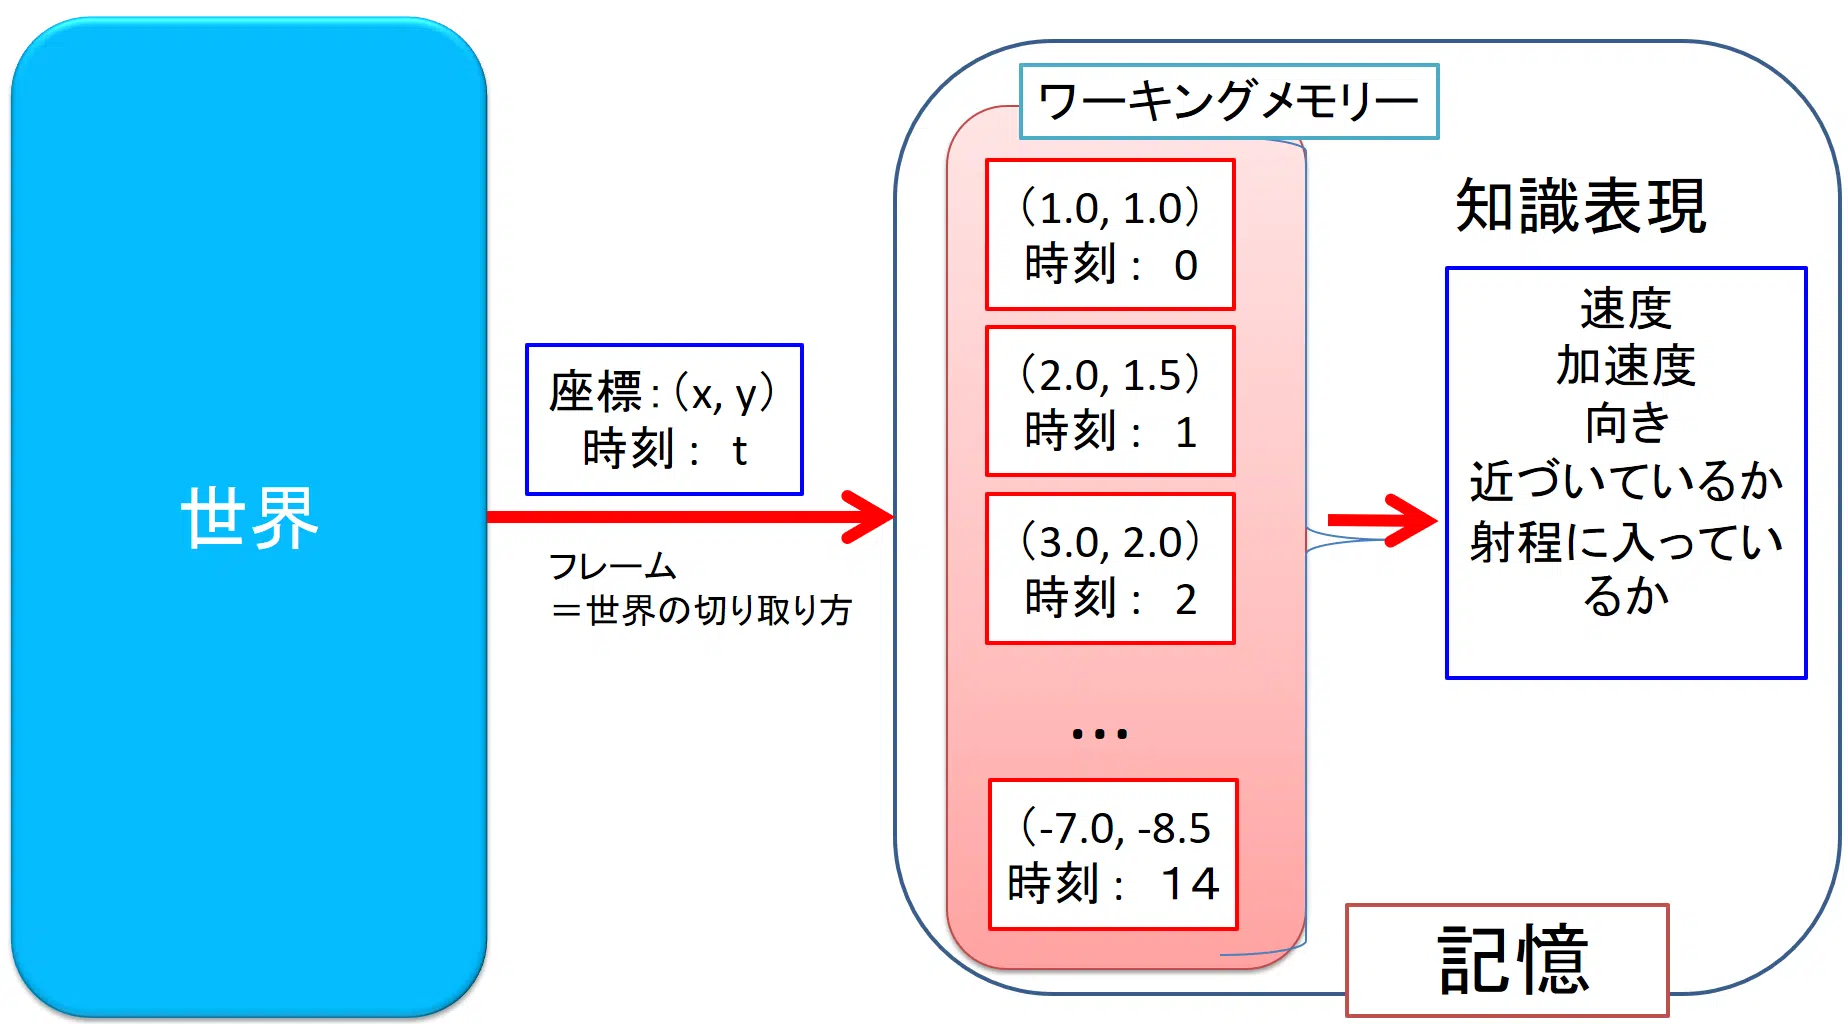 世界
座標：（x, y）
時刻： t
フレーム
＝世界の切り取り方
ワーキングメモリー
（1.0, 1.0）
時刻： 0
（2.0, 1.5）
時刻： 1
（3.0, 2.0）
時刻： 2
…
（-7.0, -8.5
時刻： １４
知識表現
速度
加速度
向き
近づいているか
射程に入ってい
るか
記憶